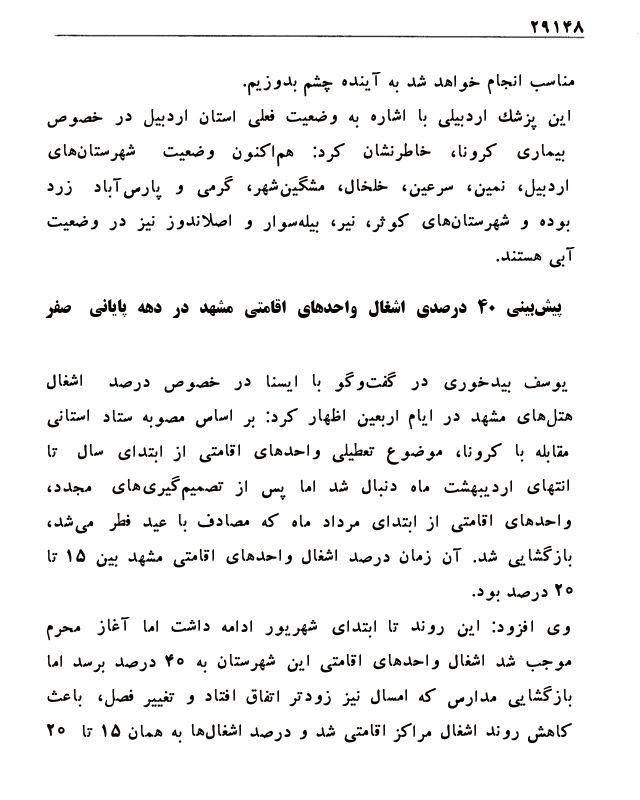 ۲۹۱۴۸
مناسب انجام خواهد شد به آینده چشم بدوزیم.
این پزشك اردبیلی با اشاره به وضعیت فعلی استان اردبیل در خصوص
بیماری کرونا، خاطرنشان کرد: هم‌اکنون وضعیت شهرستان‌های
اردبیل، نمین، سرعین، خلخال، مشگین‌شهر، گرمی و پارس‌آباد زرد
بوده و شهرستان‌های کوثر، نیر، بیله‌سوار و اصلاندوز نیز در وضعیت
آبی هستند.
پیش‌بینی ۴۰ درصدی اشغال واحدهای اقامتی مشهد در دهه پایانی صفر
یوسف بیدخوری در گفت‌وگو با ایسنا در خصوص درصد اشغال
هتل‌های مشهد در ایام اربعین اظهار کرد: بر اساس مصوبه ستاد استانی
مقابله با کرونا، موضوع تعطیلی واحدهای اقامتی از ابتدای سال تا
انتهای اردیبهشت ماه دنبال شد اما پس از تصمیم‌گیری‌های مجدد،
واحدهای اقامتی از ابتدای مرداد ماه که مصادف با عید فطر می‌شد،
بازگشایی شد. آن زمان درصد اشغال واحدهای اقامتی مشهد بین ۱۵ تا
۲۰ درصد بود.
وی افزود: این روند تا ابتدای شهریور ادامه داشت اما آغاز محرم
موجب شد اشغال واحدهای اقامتی این شهرستان به ۴۰ درصد برسد اما
بازگشایی مدارس که امسال نیز زودتر اتفاق افتاد و تغییر فصل، باعث
کاهش روند اشغال مراکز اقامتی شد و درصد اشغال‌ها به همان ۱۵ تا ۲۰